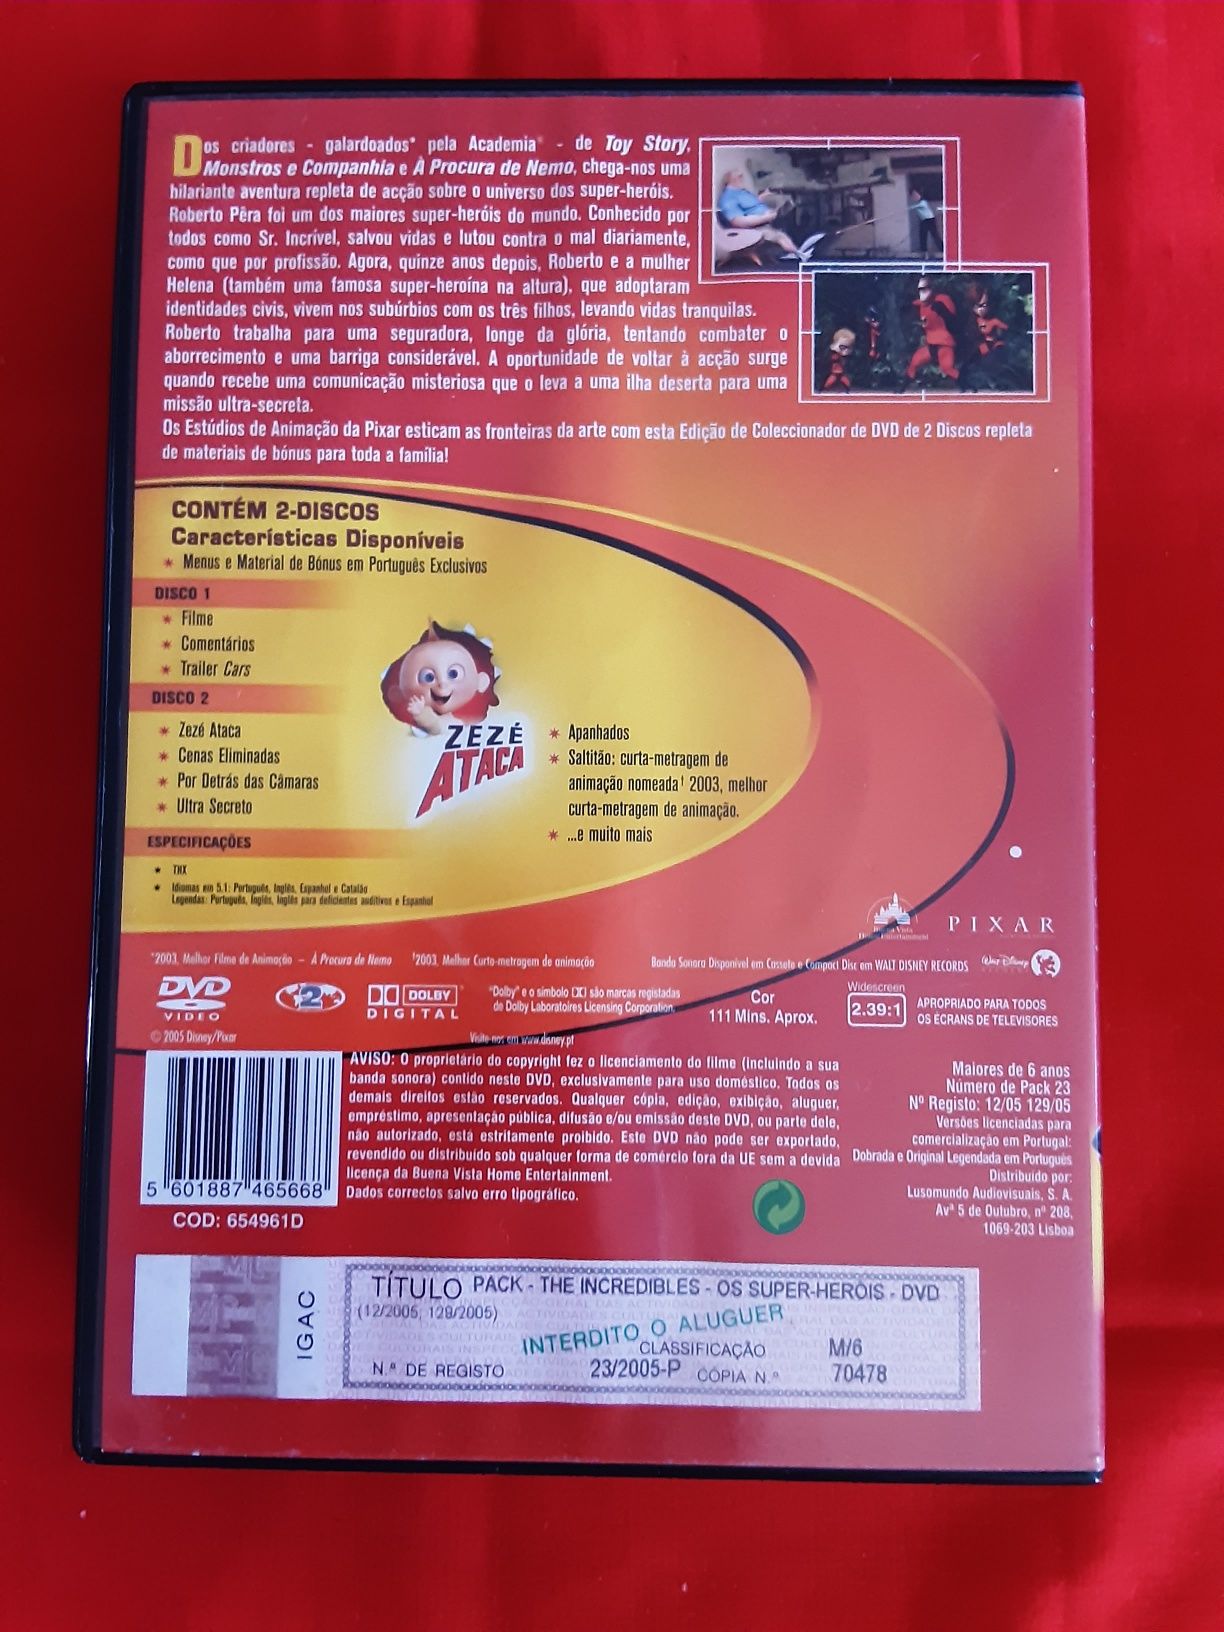 Dos criadores - galardoados* pela Academia® - de Toy Story,
Monstros e Companhia e À Procura de Nemo, chega-nos uma
hilariante aventura repleta de acção sobre o universo dos super-heróis.
Roberto Pêra foi um dos maiores super-heróis do mundo. Conhecido por
todos como Sr. Incrível, salvou vidas e lutou contra o mal diariamente,
como que por profissão. Agora, quinze anos depois, Roberto e a mulher
Helena (também uma famosa super-heroína na altura), que adoptaram
identidades civis, vivem nos subúrbios com os três filhos, levando vidas tranquilas.
Roberto trabalha para uma seguradora, longe da glória, tentando combater o
aborrecimento e uma barriga considerável. A oportunidade de voltar à acção surge
quando recebe uma comunicação misteriosa que o leva a uma ilha deserta para uma
missão ultra-secreta.
Os Estúdios de Animação da Pixar esticam as fronteiras da arte com esta Edição de Coleccionador de DVD de 2 Discos repleta
de materiais de bónus para toda a família!
CONTÉM 2-DISCOS
Características Disponíveis
* Menus e Material de Bónus em Português Exclusivos
DISCO 1
* Filme
* Comentários
* Trailer Cars
DISCO 2
* Zezé Ataca
* Cenas Eliminadas
* Por Detrás das Câmaras
* Ultra Secreto
ZEZÉ
ATACA
* Apanhados
* Saltitão: curta-metragem de
animação nomeada† 2003, melhor
curta-metragem de animação.
* ...e muito mais
ESPECIFICAÇÕES
* THX
* Idiomas em 5.1: Português, Inglês, Espanhol e Catalão
Legendas: Português, Inglês, Inglês para deficientes auditivos e Espanhol
Buena Vista
Home Entertainment
PIXAR
*2003, Melhor Filme de Animação – À Procura de Nemo †2003, Melhor Curta-metragem de animação
Banda Sonora Disponível em Cassete e Compact Disc em WALT DISNEY RECORDS
Walt Disney
DVD
VIDEO
2
DOLBY
DIGITAL
"Dolby" e o símbolo são marcas registadas
de Dolby Laboratories Licensing Corporation.
Cor
111 Mins. Aprox.
Widescreen
2.39:1
APROPRIADO PARA TODOS
OS ECRANS DE TELEVISORES
© 2005 Disney/Pixar
Visite-nos em www.disney.pt
AVISO: O proprietário do copyright fez o licenciamento do filme (incluindo a sua
banda sonora) contido neste DVD, exclusivamente para uso doméstico. Todos os
demais direitos estão reservados. Qualquer cópia, edição, exibição, aluguer,
empréstimo, apresentação pública, difusão e/ou emissão deste DVD, ou parte dele,
não autorizado, está estritamente proibido. Este DVD não pode ser exportado,
revendido ou distribuído sob qualquer forma de comércio fora da UE sem a devida
licença da Buena Vista Home Entertainment.
Dados correctos salvo erro tipográfico.
5 601887 465668
COD: 654961D
Maiores de 6 anos
Número de Pack 23
Nº Registo: 12/05 129/05
Versões licenciadas para
comercialização em Portugal:
Dobrada e Original Legendada em Português
Distribuído por:
Lusomundo Audiovisuais, S. A.
Avª 5 de Outubro, nº 208,
1069-203 Lisboa
IGAC
TÍTULO PACK - THE INCREDIBLES - OS SUPER-HERÓIS - DVD
(12/2005, 129/2005)
INTERDITO O ALUGUER
CLASSIFICAÇÃO M/6
N.º DE REGISTO 23/2005-P CÓPIA N.º 70478